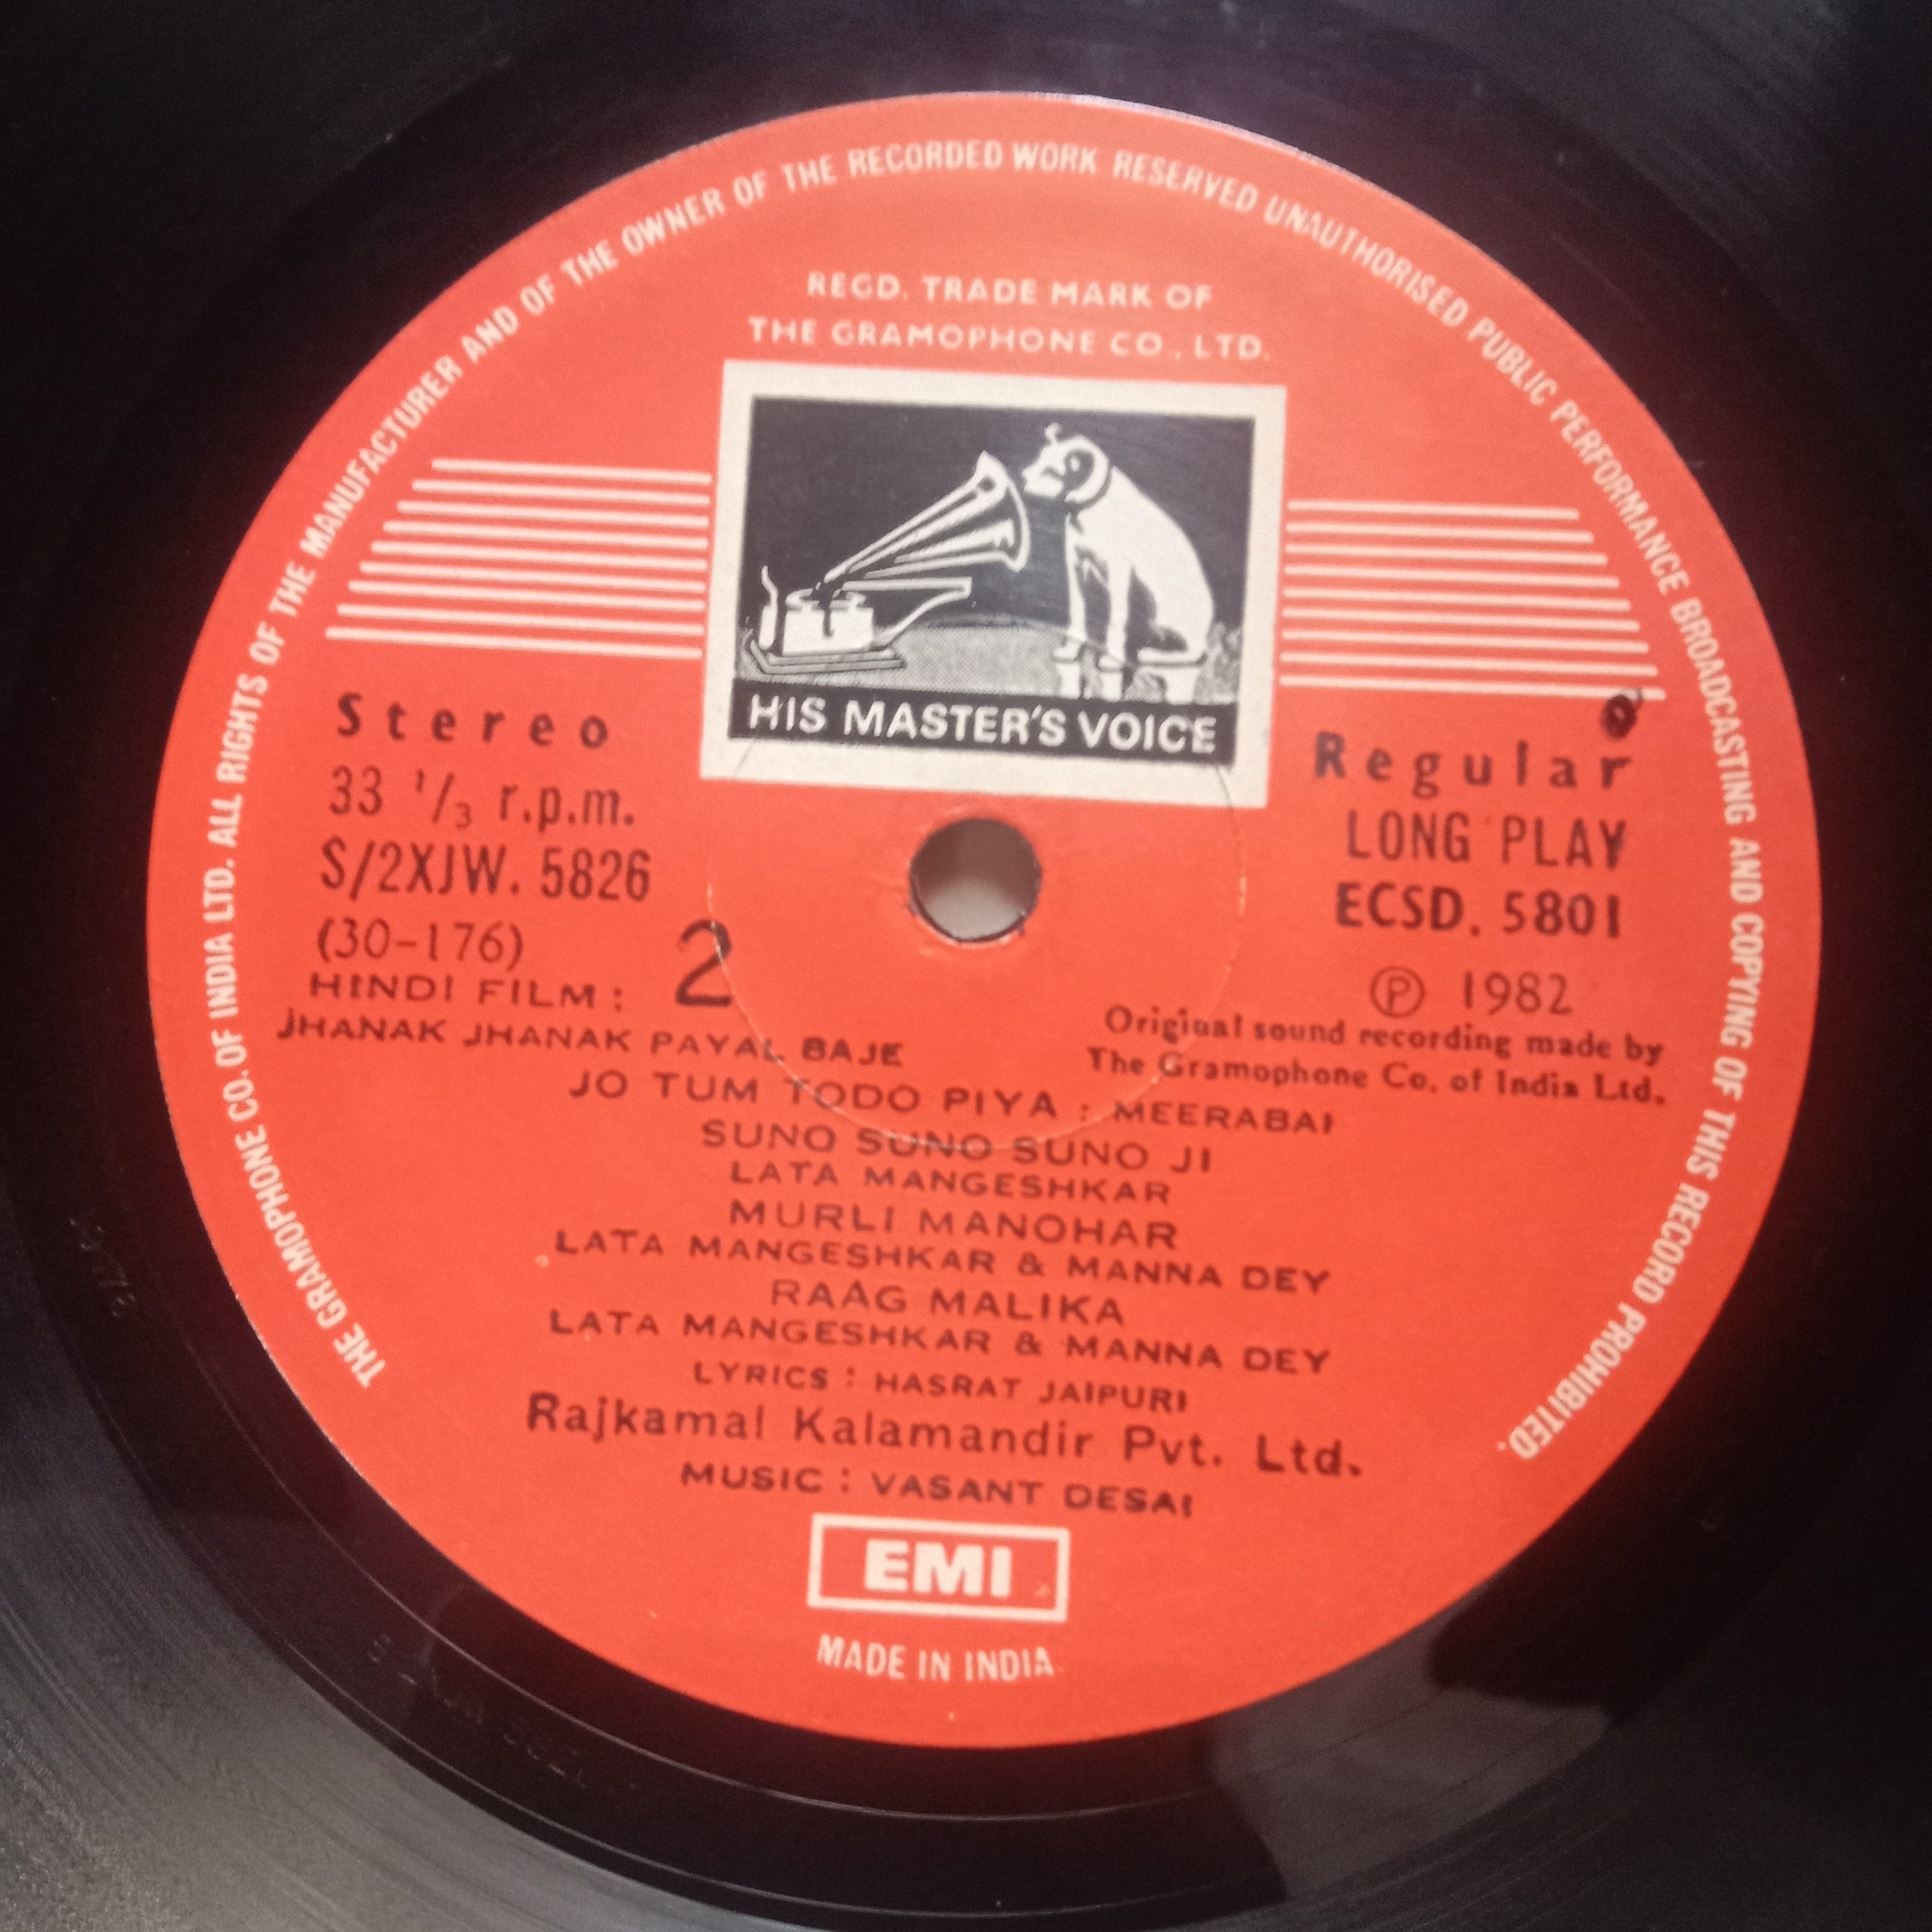 THE GRAMOPHONE CO. OF INDIA LTD. ALL RIGHTS OF THE MANUFACTURER AND OF THE OWNER OF THE RECORDED WORK RESERVED UNAUTHORISED PUBLIC PERFORMANCE BROADCASTING AND COPYING OF THIS RECORD PROHIBITED.
REGD. TRADE MARK OF
THE GRAMOPHONE CO., LTD.
HIS MASTER'S VOICE
Stereo
33 1/3 r.p.m.
S/2XJW. 5826
(30-176)
2
Regular
LONG PLAY
ECSD. 5801
℗ 1982
Original sound recording made by
The Gramophone Co. of India Ltd.
HINDI FILM:
JHANAK JHANAK PAYAL BAJE
JO TUM TODO PIYA : MEERABAI
SUNO SUNO SUNO JI
LATA MANGESHKAR
MURLI MANOHAR
LATA MANGESHKAR & MANNA DEY
RAAG MALIKA
LATA MANGESHKAR & MANNA DEY
LYRICS : HASRAT JAIPURI
Rajkamal Kalamandir Pvt. Ltd.
MUSIC : VASANT DESAI
EMI
MADE IN INDIA